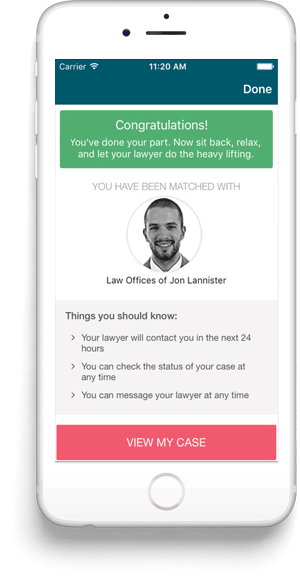 Carrier 11:20 AM
Done
Congratulations!
You've done your part. Now sit back, relax,
and let your lawyer do the heavy lifting.
YOU HAVE BEEN MATCHED WITH
Law Offices of Jon Lannister
Things you should know:
Your lawyer will contact you in the next 24
hours
You can check the status of your case at
any time
You can message your lawyer at any time
VIEW MY CASE